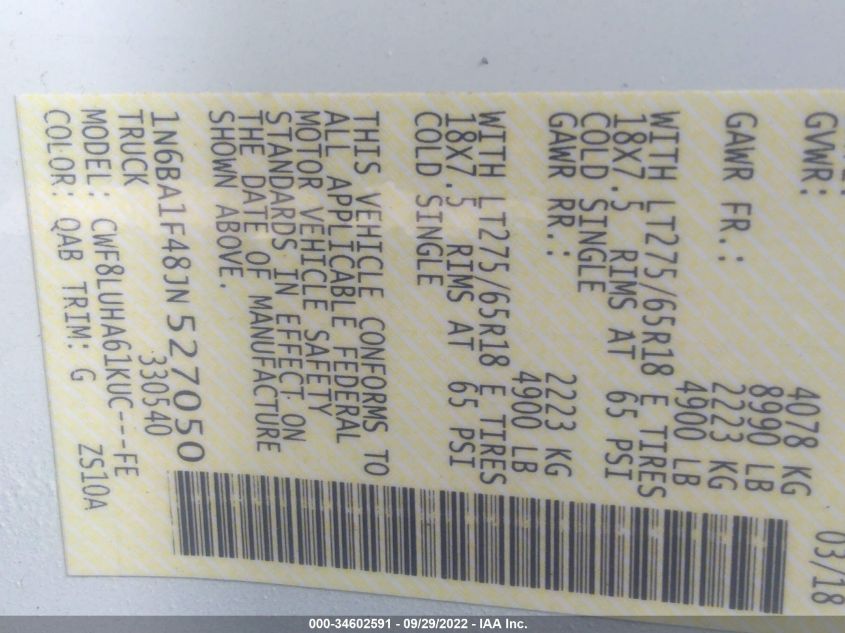 03/18
GVWR: 4078 KG
8990 LB
GAWR FR.: 2223 KG
4900 LB
WITH LT275/65R18 E TIRES
18X7.5 RIMS AT 65 PSI
COLD SINGLE
GAWR RR.: 2223 KG
4900 LB
WITH LT275/65R18 E TIRES
18X7.5 RIMS AT 65 PSI
COLD SINGLE
THIS VEHICLE CONFORMS TO
ALL APPLICABLE FEDERAL
MOTOR VEHICLE SAFETY
STANDARDS IN EFFECT ON
THE DATE OF MANUFACTURE
SHOWN ABOVE.
1N6BA1F48JN527050
TRUCK 330540
MODEL: CWF8LUHA61KUC---FE
COLOR: QAB TRIM: G ZS10A
000-34602591 - 09/29/2022 - IAA Inc.